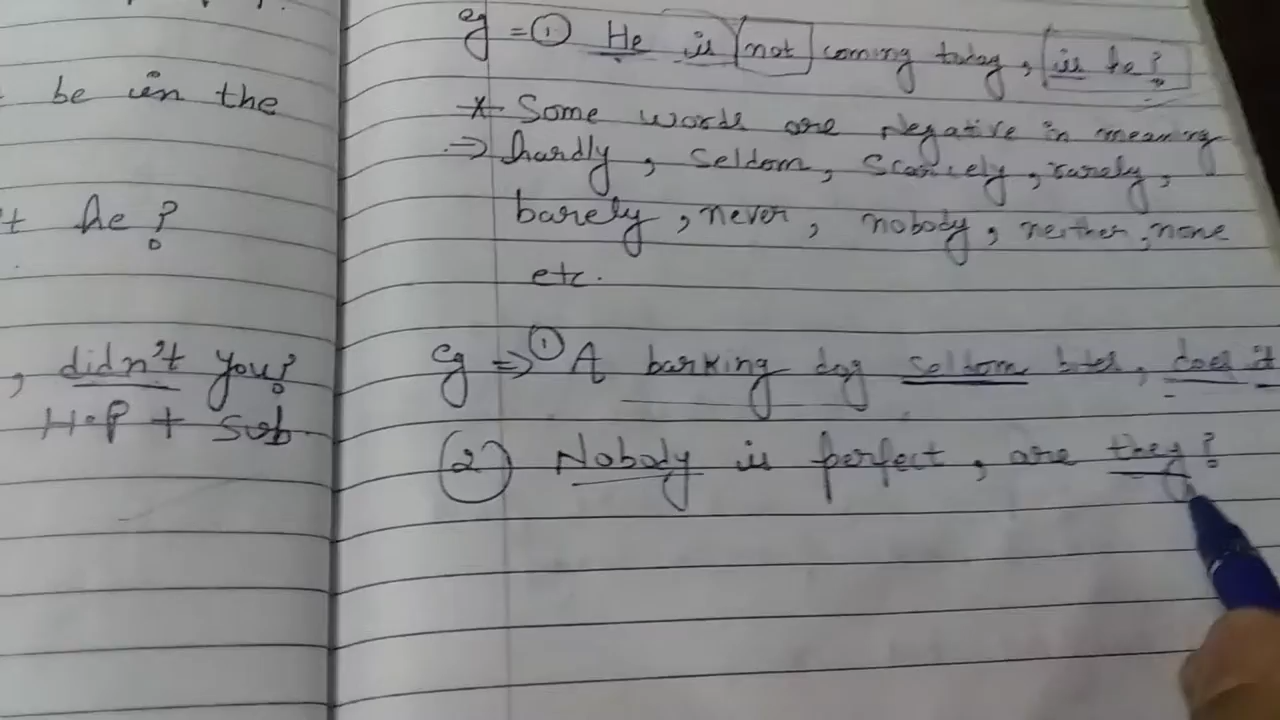 be in the
he?
, didn't you?
H.P + Sub
eg = ① He is not coming today, is he?
* Some words are Negative in meaning
⇒ hardly, seldom, scarcely, rarely,
barely, never, nobody, neither, none
etc.
eg ⇒ ① A barking dog seldom bites, does it
② Nobody is perfect, are they?